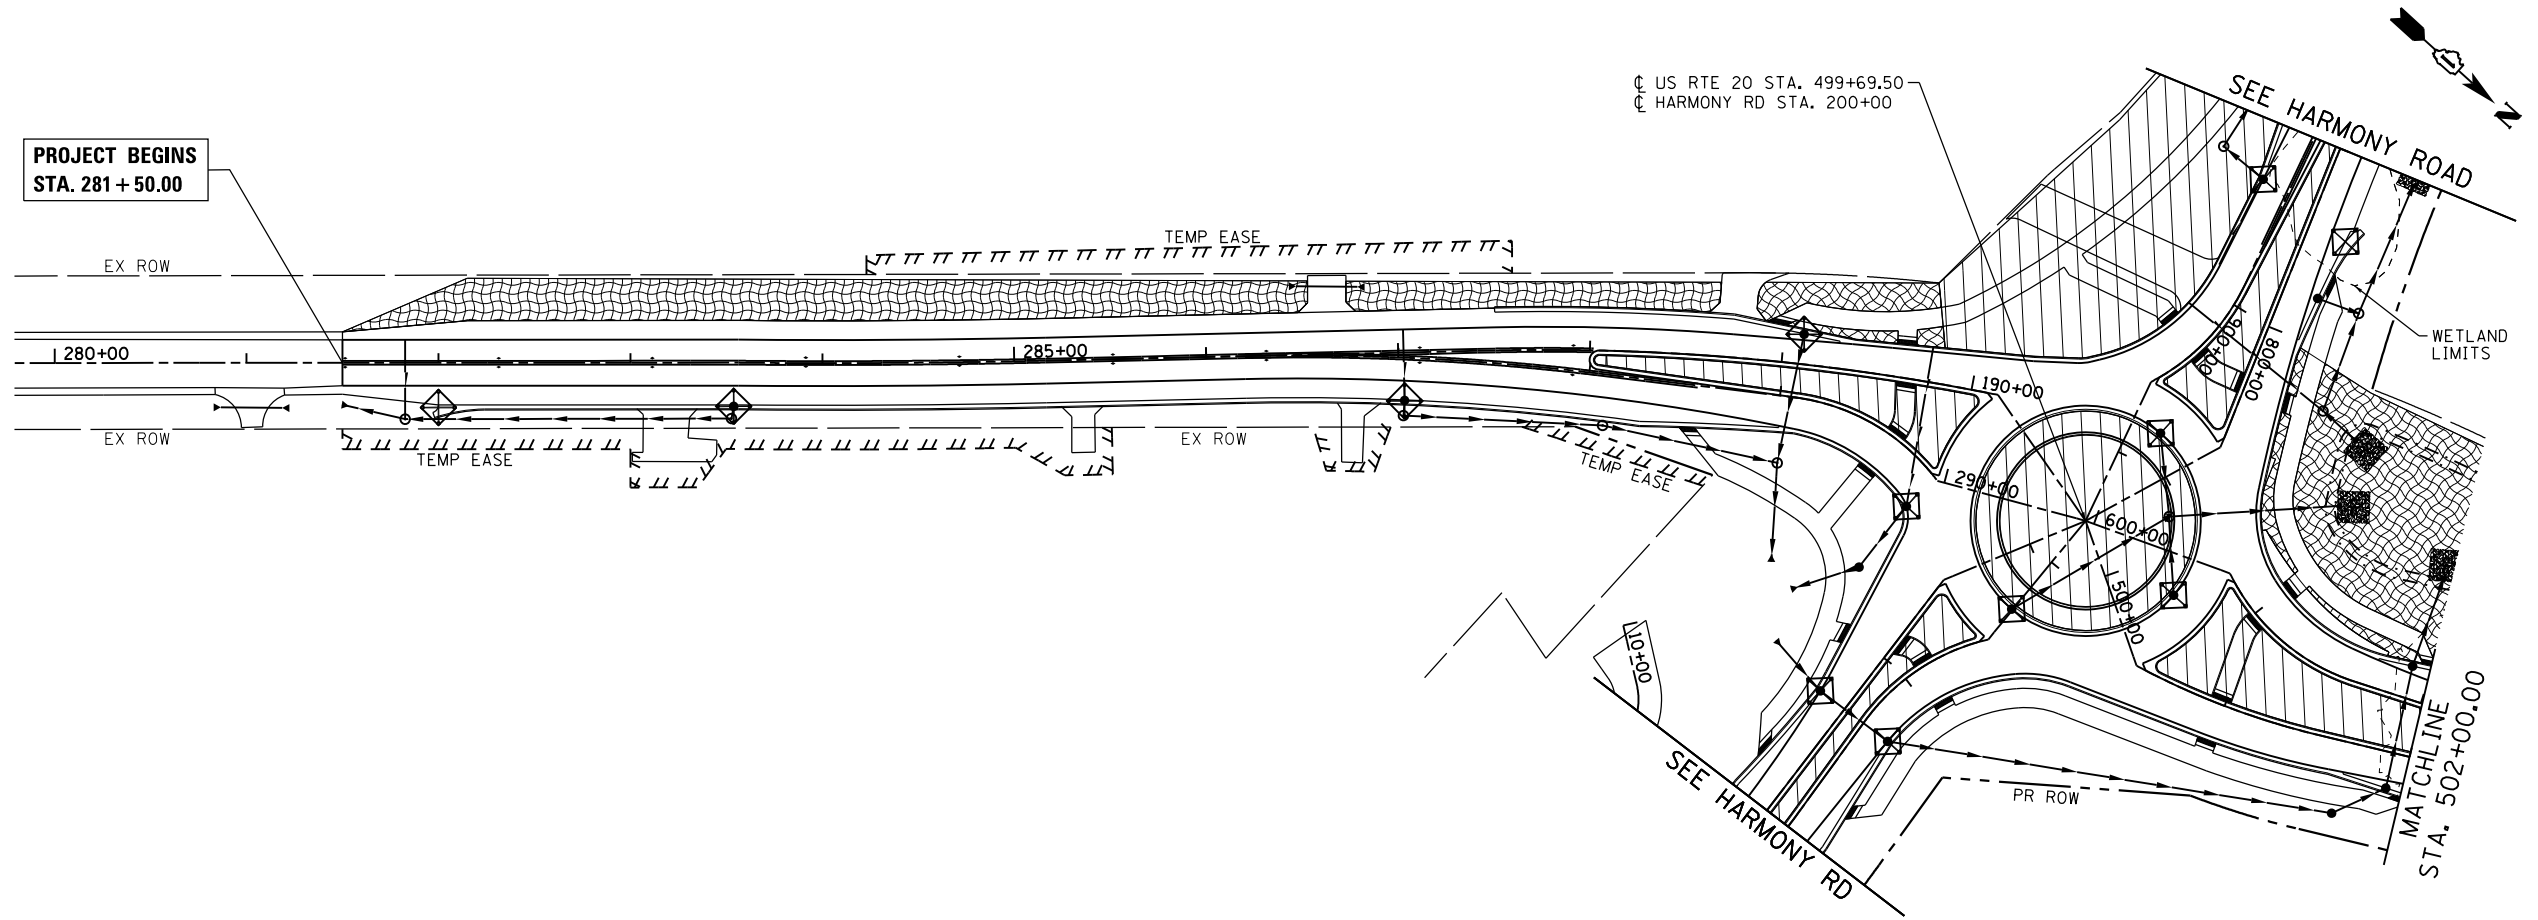 N
SEE HARMONY ROAD
℄ US RTE 20 STA. 499+69.50
℄ HARMONY RD STA. 200+00
PROJECT BEGINS
STA. 281+50.00
TEMP EASE
EX ROW
EX ROW
280+00
285+00
190+00
900+00
800+00
WETLAND
LIMITS
EX ROW
EX ROW
TEMP EASE
TEMP EASE
290+00
600+00
500+00
10+00
SEE HARMONY RD
PR ROW
MATCHLINE
STA. 502+00.00